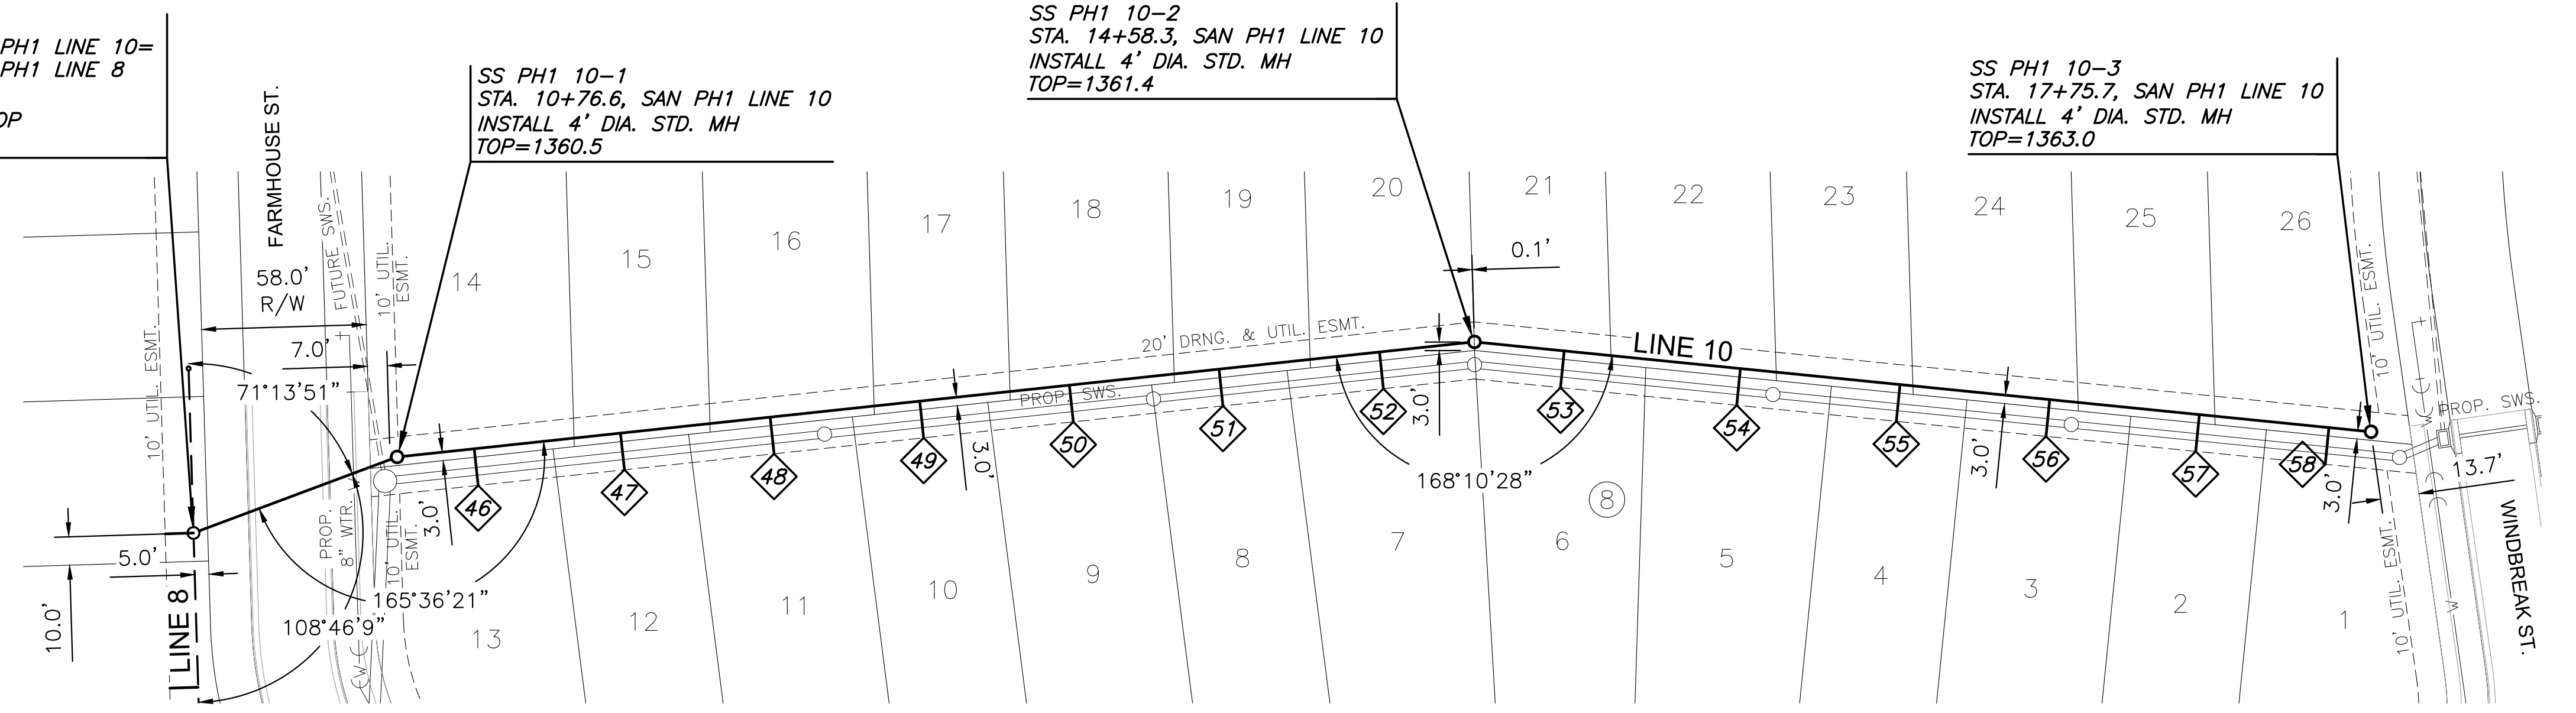 PH1 LINE 10=
PH1 LINE 8
OP
SS PH1 10-1
STA. 10+76.6, SAN PH1 LINE 10
INSTALL 4' DIA. STD. MH
TOP=1360.5
SS PH1 10-2
STA. 14+58.3, SAN PH1 LINE 10
INSTALL 4' DIA. STD. MH
TOP=1361.4
SS PH1 10-3
STA. 17+75.7, SAN PH1 LINE 10
INSTALL 4' DIA. STD. MH
TOP=1363.0
FARMHOUSE ST.
FUTURE SWS.
10' UTIL.
ESMT.
58.0'
R/W
7.0'
71°13'51"
10' UTIL. ESMT.
14
15
16
17
18
19
20
21
22
23
24
25
26
0.1'
20' DRNG. & UTIL. ESMT.
LINE 10
PROP. SWS.
10' UTIL. ESMT.
PROP. SWS.
46
47
48
49
50
51
52
53
54
55
56
57
58
3.0'
3.0'
3.0'
3.0'
3.0'
168°10'28"
8
13.7'
WINDBREAK ST.
W
W
10' UTIL. ESMT.
PROP.
8" WTR.
10' UTIL.
ESMT.
W
5.0'
10.0'
LINE 8
165°36'21"
108°46'9"
13
12
11
10
9
8
7
6
5
4
3
2
1